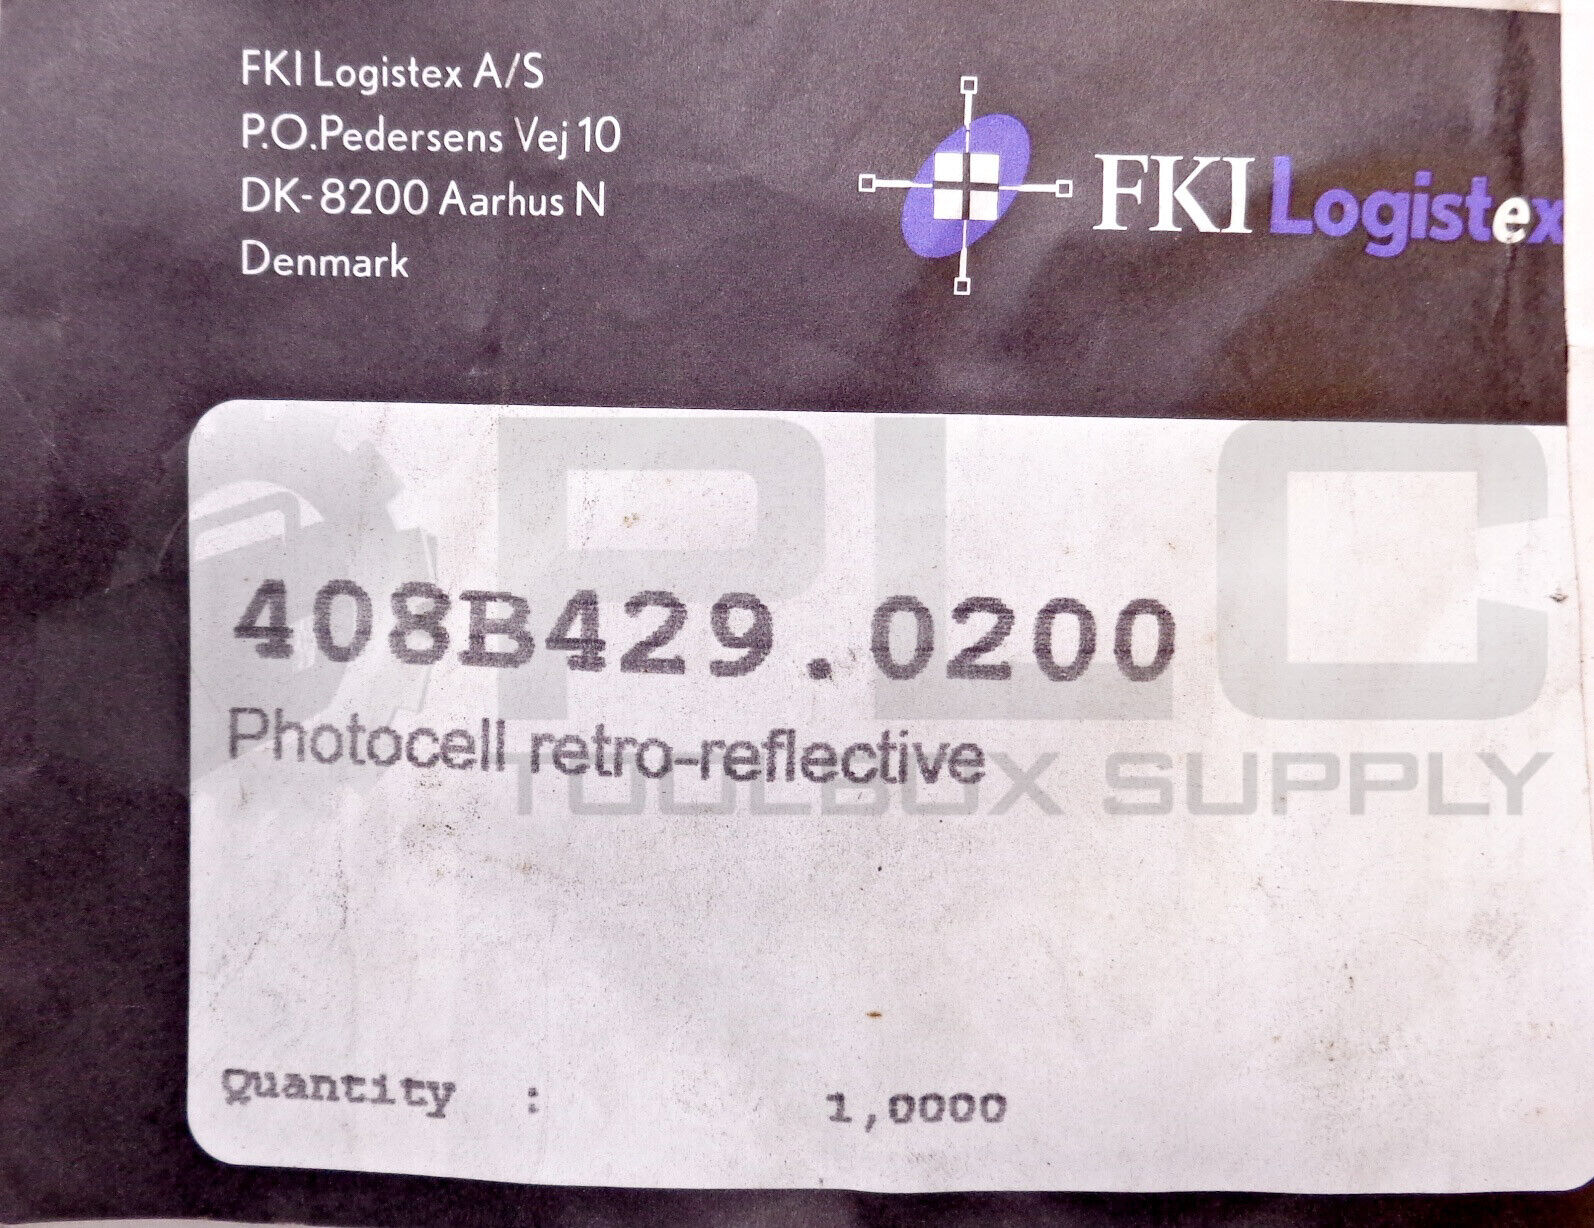 FKI Logistex A/S
P.O.Pedersens Vej 10
DK-8200 Aarhus N
Denmark
FKI Logistex
PLC
TOOLBOX SUPPLY
408B429.0200
Photocell retro-reflective
Quantity : 1,0000